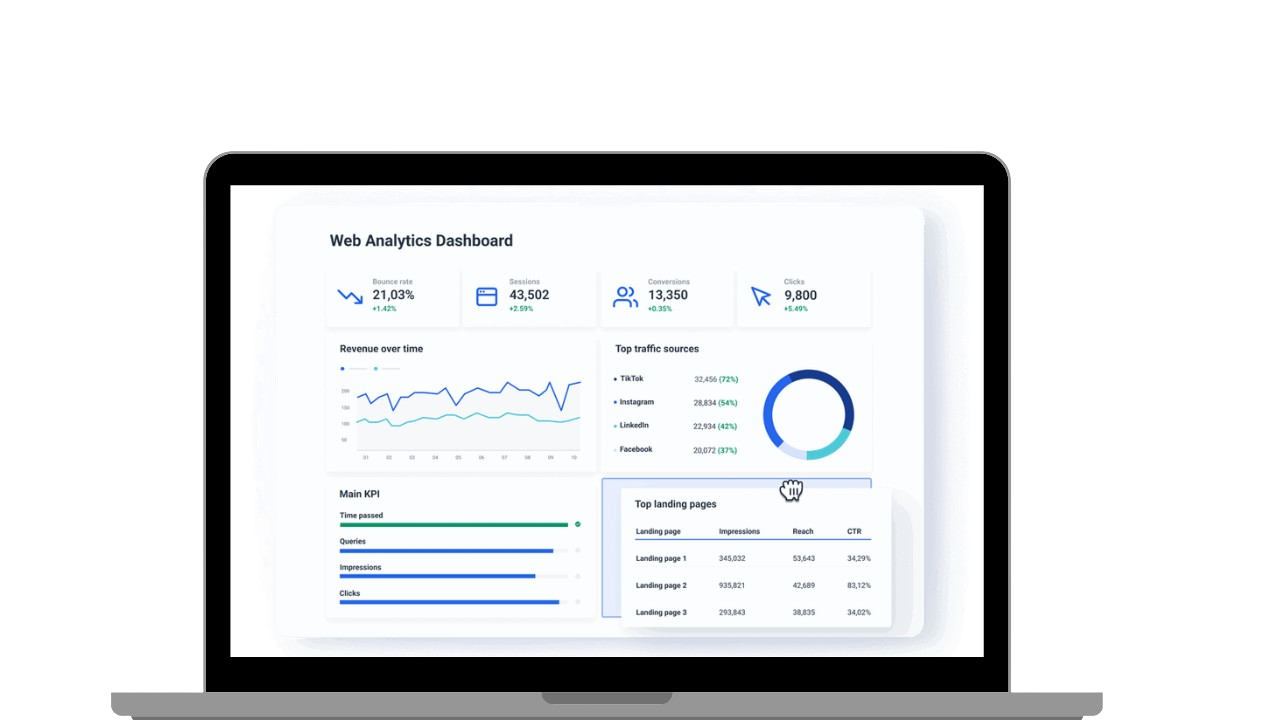 Web Analytics Dashboard
Bounce rate
21,03%
+1.42%
Sessions
43,502
+2.59%
Conversions
13,350
+0.35%
Clicks
9,800
+5.49%
Revenue over time
200
150
100
50
01 02 03 04 05 06 07 08 09 10
Top traffic sources
TikTok 32,456 (72%)
Instagram 28,834 (54%)
LinkedIn 22,934 (42%)
Facebook 20,072 (37%)
Main KPI
Time passed
Queries
Impressions
Clicks
Top landing pages
Landing page Impressions Reach CTR
Landing page 1 345,032 53,643 34,29%
Landing page 2 935,821 42,689 83,12%
Landing page 3 293,843 38,835 34,02%